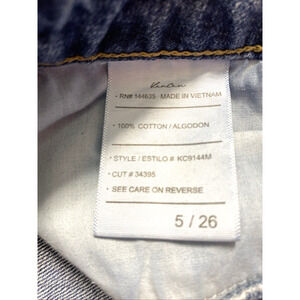 KanCan
• RN# 144635 • MADE IN VIETNAM
• 100% COTTON / ALGODON
• STYLE / ESTILO # KC9144M
• CUT # 34395
• SEE CARE ON REVERSE
5 / 26